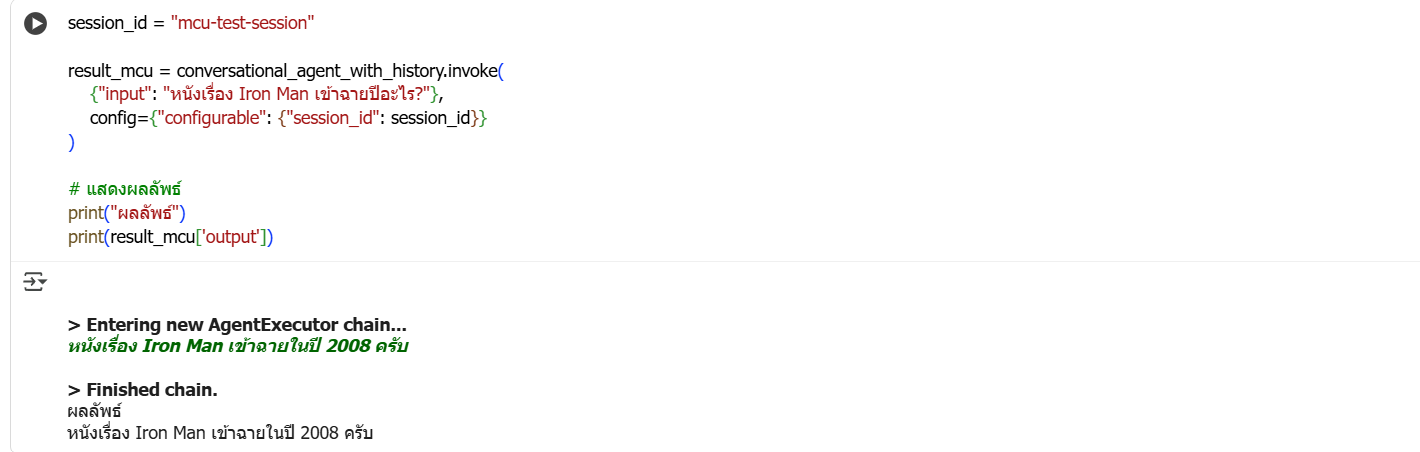 session_id = "mcu-test-session"
result_mcu = conversational_agent_with_history.invoke(
{"input": "หนังเรื่อง Iron Man เข้าฉายปีอะไร?"},
config={"configurable": {"session_id": session_id}}
)
# แสดงผลลัพธ์
print("ผลลัพธ์")
print(result_mcu['output'])
> Entering new AgentExecutor chain...
หนังเรื่อง Iron Man เข้าฉายในปี 2008 ครับ
> Finished chain.
ผลลัพธ์
หนังเรื่อง Iron Man เข้าฉายในปี 2008 ครับ